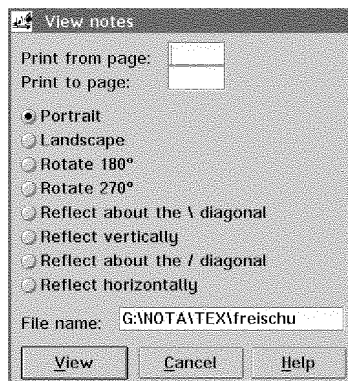 View notes
Print from page:
Print to page:
Portrait
Landscape
Rotate 180°
Rotate 270°
Reflect about the \ diagonal
Reflect vertically
Reflect about the / diagonal
Reflect horizontally
File name: G:\NOTA\TEX\freischu
View Cancel Help